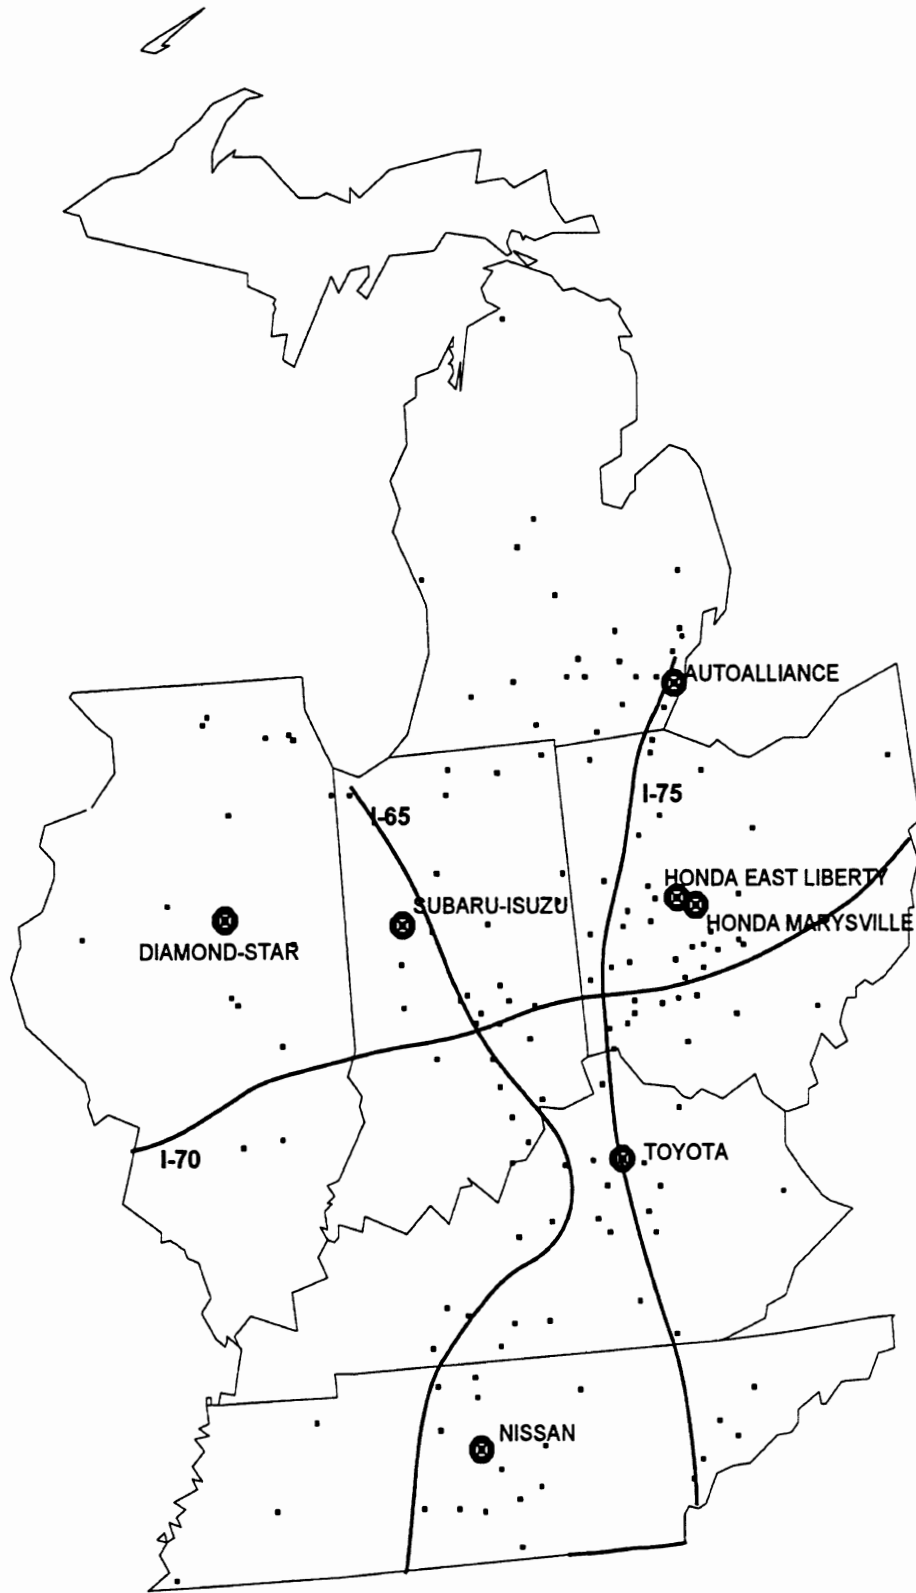 AUTOALLIANCE
I-75
I-65
HONDA EAST LIBERTY
SUBARU-ISUZU
HONDA MARYSVILLE
DIAMOND-STAR
I-70
TOYOTA
NISSAN